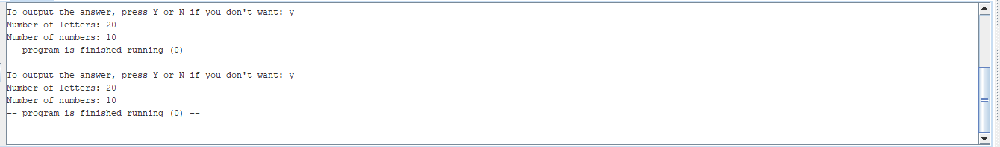 To output the answer, press Y or N if you don't want: y
Number of letters: 20
Number of numbers: 10
-- program is finished running (0) --
To output the answer, press Y or N if you don't want: y
Number of letters: 20
Number of numbers: 10
-- program is finished running (0) --